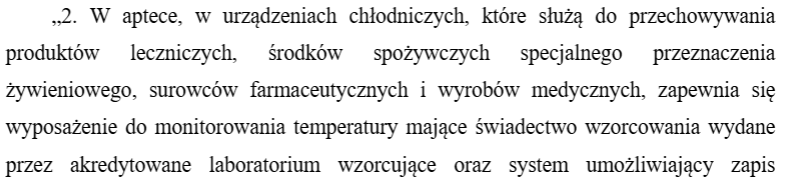 „2. W aptece, w urządzeniach chłodniczych, które służą do przechowywania
produktów leczniczych, środków spożywczych specjalnego przeznaczenia
żywieniowego, surowców farmaceutycznych i wyrobów medycznych, zapewnia się
wyposażenie do monitorowania temperatury mające świadectwo wzorcowania wydane
przez akredytowane laboratorium wzorcujące oraz system umożliwiający zapis